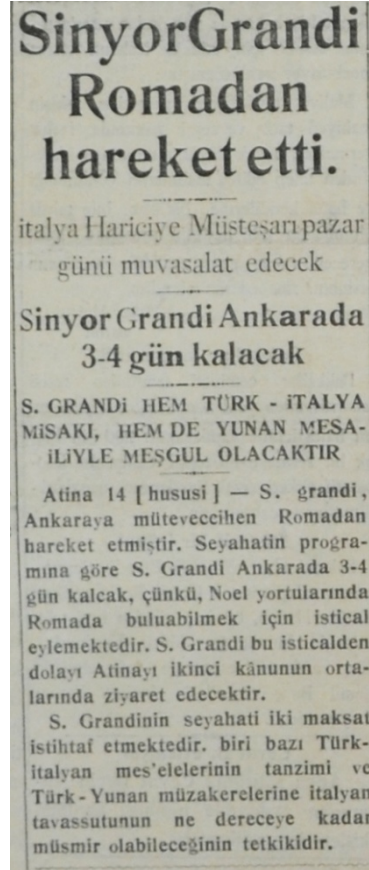 Sinyor Grandi
Romadan
hareket etti.
italya Hariciye Müsteşarı pazar
günü muvasalat edecek
Sinyor Grandi Ankarada
3-4 gün kalacak
S. GRANDİ HEM TÜRK - İTALYA
MİSAKI, HEM DE YUNAN MESA-
İLİYLE MEŞGUL OLACAKTIR
Atina 14 [ hususi ] — S. grandi,
Ankaraya müteveccihen Romadan
hareket etmiştir. Seyahatin progra-
mına göre S. Grandi Ankarada 3-4
gün kalcak, çünkü, Noel yortularında
Romada buluabilmek için istical
eylemektedir. S. Grandi bu isticalden
dolayı Atinayı ikinci kânunun orta-
larında ziyaret edecektir.
S. Grandinin seyahati iki maksat
istihtaf etmektedir. biri bazı Türk-
italyan mes'elelerinin tanzimi ve
Türk - Yunan müzakerelerine italyan
tavassutunun ne dereceye kadar
müsmir olabileceğinin tetkikidir.